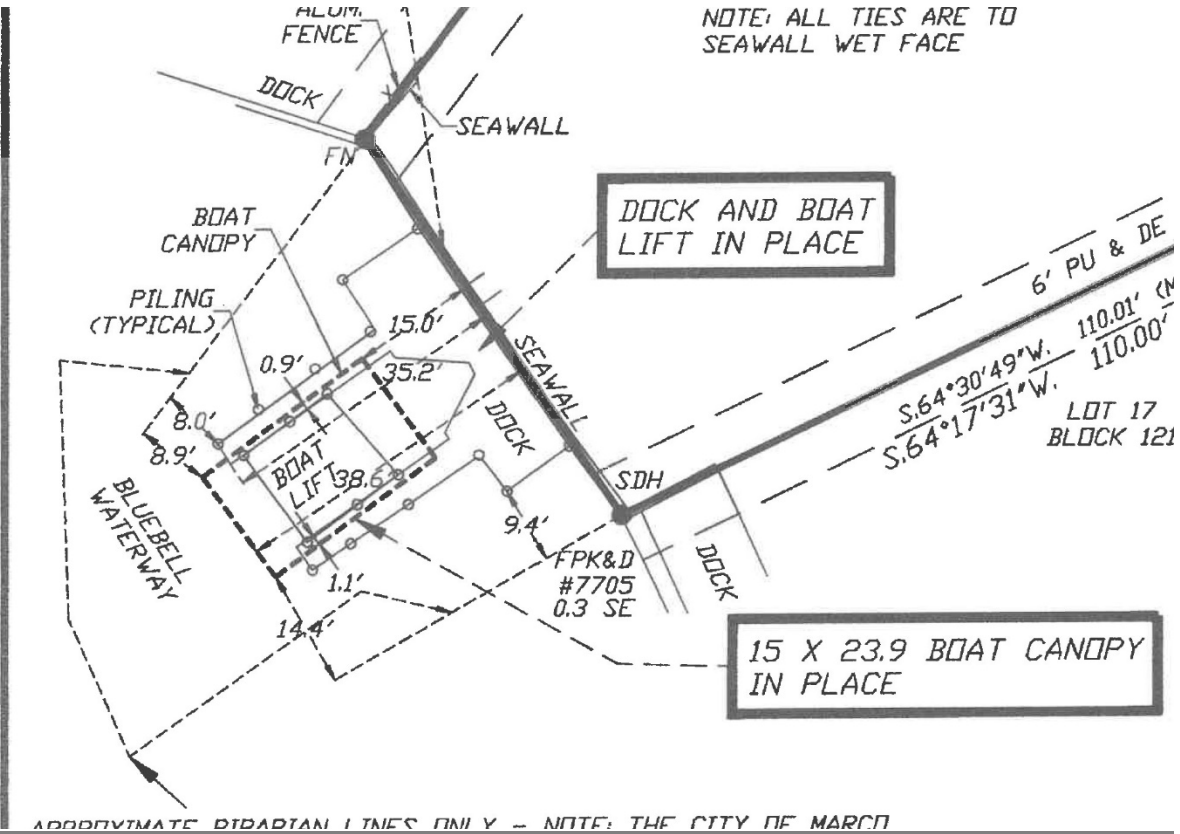 ALUM.
FENCE
NOTE: ALL TIES ARE TO
SEAWALL WET FACE
DOCK
SEAWALL
FN
BOAT
CANOPY
DOCK AND BOAT
LIFT IN PLACE
6' PU & DE
PILING
(TYPICAL)
15.0'
0.9'
35.2'
SEAWALL
S.64°30'49"W. 110.01' (M
S.64°17'31"W. 110.00'
LOT 17
BLOCK 121
8.0'
8.9'
DOCK
BOAT
LIFT
38.6'
SDH
BLUEBELL
WATERWAY
9.4'
FPK&D
#7705
0.3 SE
DOCK
1.1'
14.4'
15 X 23.9 BOAT CANOPY
IN PLACE
APPROXIMATE RIPARIAN LINES ONLY - NOTE: THE CITY OF MARCO